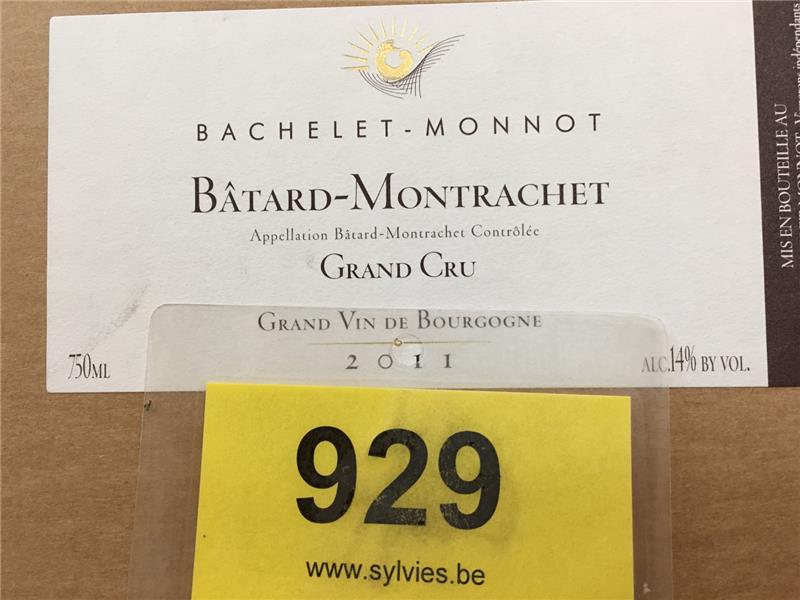 BACHELET-MONNOT
BÂTARD-MONTRACHET
Appellation Bâtard-Montrachet Contrôlée
GRAND CRU
GRAND VIN DE BOURGOGNE
2011
750ML
ALC.14% BY VOL.
MIS EN BOUTEILLE AU
929
www.sylvies.be